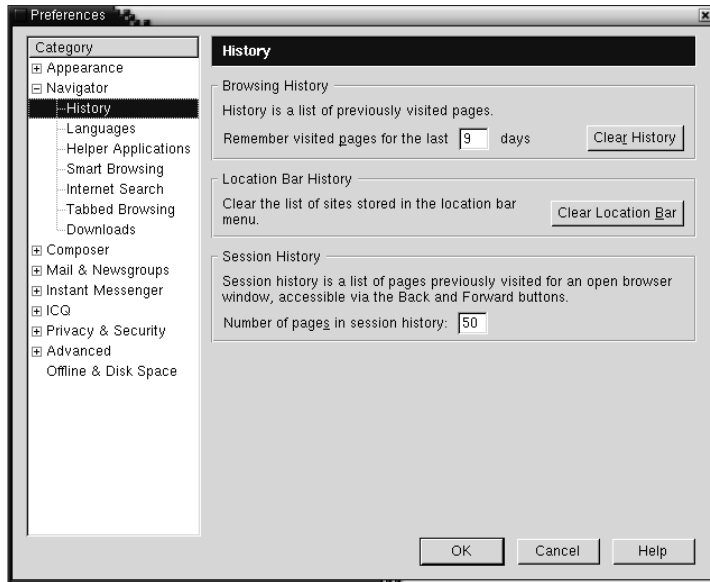 Preferences
Category
Appearance
Navigator
History
Languages
Helper Applications
Smart Browsing
Internet Search
Tabbed Browsing
Downloads
Composer
Mail & Newsgroups
Instant Messenger
ICQ
Privacy & Security
Advanced
Offline & Disk Space
History
Browsing History
History is a list of previously visited pages.
Remember visited pages for the last 9 days Clear History
Location Bar History
Clear the list of sites stored in the location bar
menu.
Clear Location Bar
Session History
Session history is a list of pages previously visited for an open browser
window, accessible via the Back and Forward buttons.
Number of pages in session history: 50
OK Cancel Help